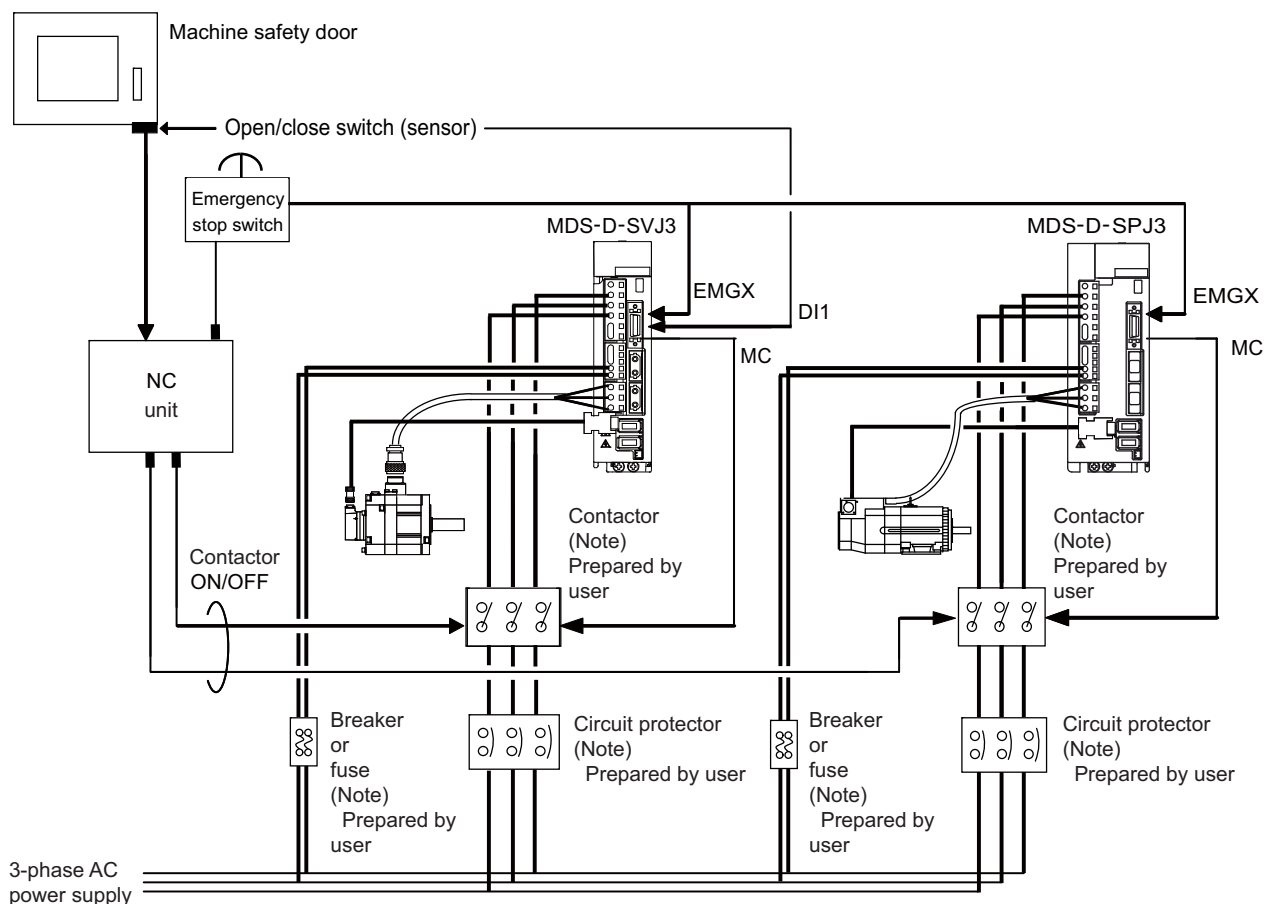 Machine safety door
Open/close switch (sensor)
Emergency
stop switch
MDS-D-SVJ3
MDS-D-SPJ3
EMGX
DI1
MC
EMGX
MC
NC
unit
Contactor
ON/OFF
Contactor
(Note)
Prepared by
user
Contactor
(Note)
Prepared by
user
Breaker
or
fuse
(Note)
Prepared by
user
Circuit protector
(Note)
Prepared by user
Breaker
or
fuse
(Note)
Prepared by
user
Circuit protector
(Note)
Prepared by user
3-phase AC
power supply